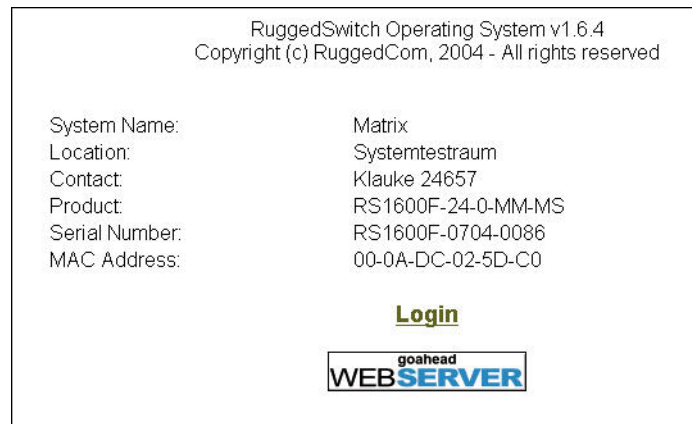 RuggedSwitch Operating System v1.6.4
Copyright (c) RuggedCom, 2004 - All rights reserved
System Name: Matrix
Location: Systemtestraum
Contact: Klauke 24657
Product: RS1600F-24-0-MM-MS
Serial Number: RS1600F-0704-0086
MAC Address: 00-0A-DC-02-5D-C0
Login
goahead
WEBSERVER